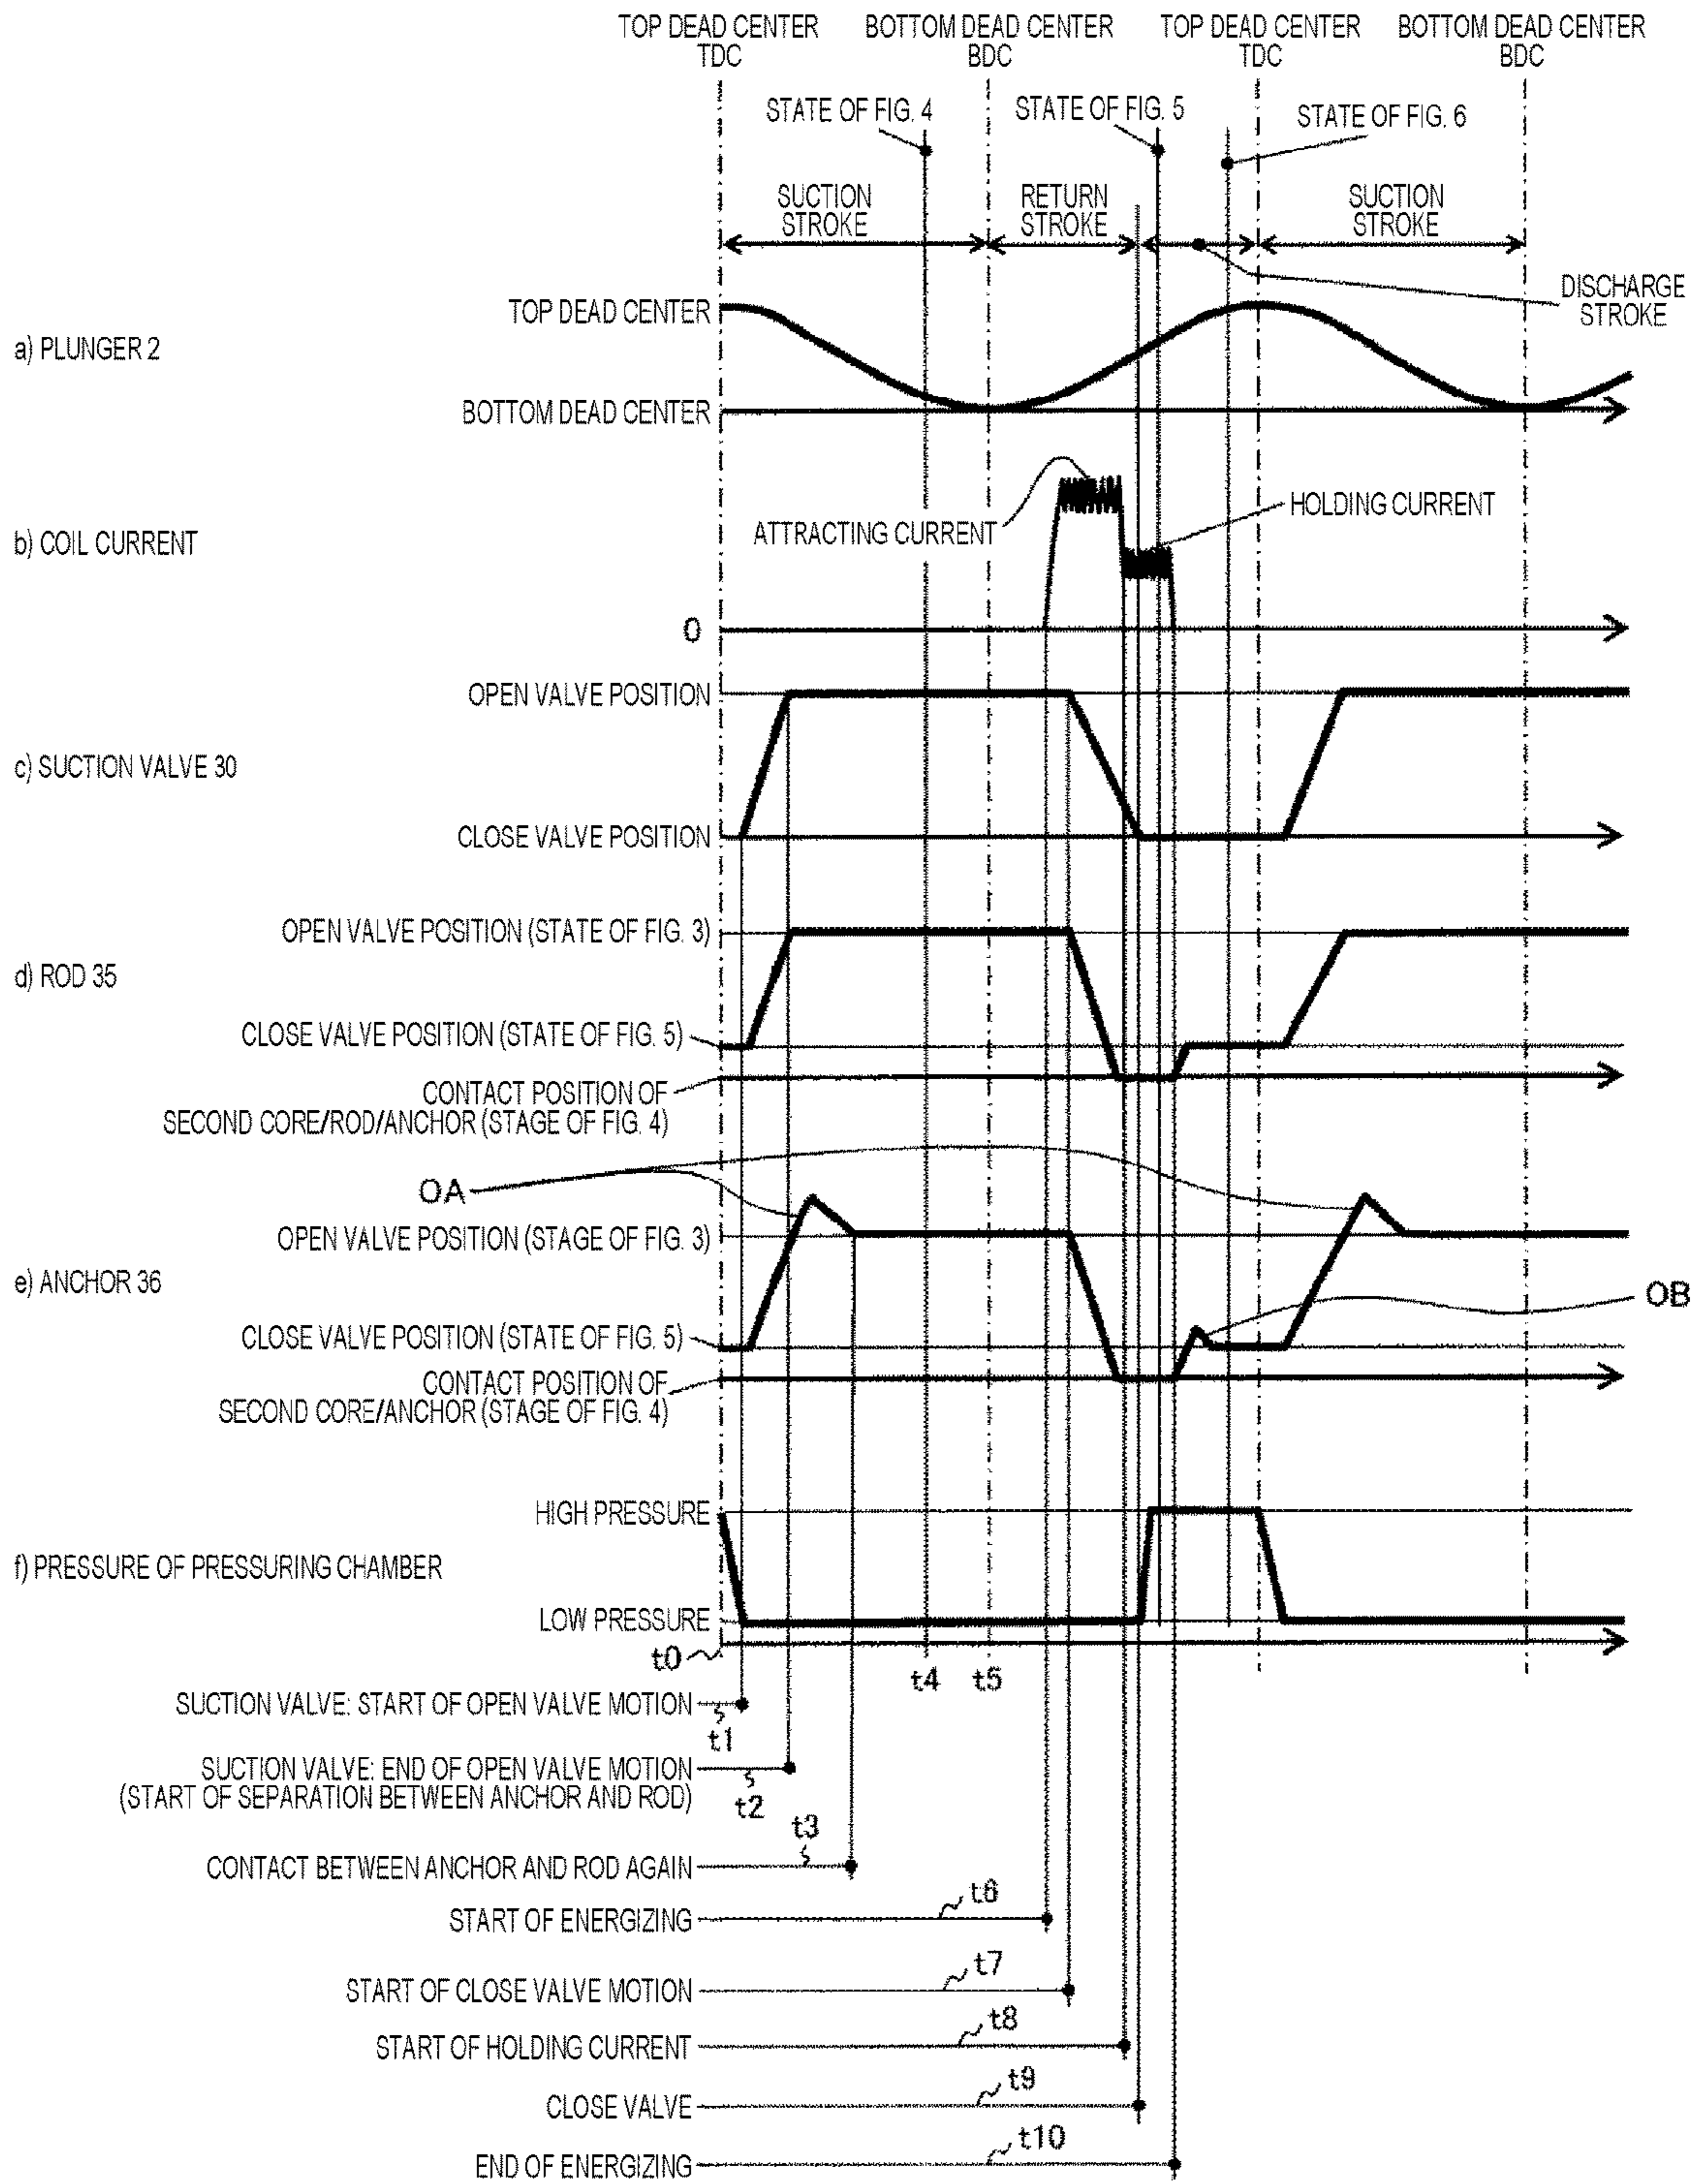 TOP DEAD CENTER
TDC
BOTTOM DEAD CENTER
BDC
TOP DEAD CENTER
TDC
BOTTOM DEAD CENTER
BDC
STATE OF FIG. 4
STATE OF FIG. 5
STATE OF FIG. 6
SUCTION
STROKE
RETURN
STROKE
SUCTION
STROKE
DISCHARGE
STROKE
a) PLUNGER 2
TOP DEAD CENTER
BOTTOM DEAD CENTER
b) COIL CURRENT
ATTRACTING CURRENT
HOLDING CURRENT
0
c) SUCTION VALVE 30
OPEN VALVE POSITION
CLOSE VALVE POSITION
d) ROD 35
OPEN VALVE POSITION (STATE OF FIG. 3)
CLOSE VALVE POSITION (STATE OF FIG. 5)
CONTACT POSITION OF
SECOND CORE/ROD/ANCHOR (STAGE OF FIG. 4)
OA
e) ANCHOR 36
OPEN VALVE POSITION (STAGE OF FIG. 3)
OB
CLOSE VALVE POSITION (STATE OF FIG. 5)
CONTACT POSITION OF
SECOND CORE/ANCHOR (STAGE OF FIG. 4)
f) PRESSURE OF PRESSURING CHAMBER
HIGH PRESSURE
LOW PRESSURE
t0
t4
t5
SUCTION VALVE: START OF OPEN VALVE MOTION
t1
SUCTION VALVE: END OF OPEN VALVE MOTION
(START OF SEPARATION BETWEEN ANCHOR AND ROD)
t2
t3
CONTACT BETWEEN ANCHOR AND ROD AGAIN
t6
START OF ENERGIZING
t7
START OF CLOSE VALVE MOTION
t8
START OF HOLDING CURRENT
t9
CLOSE VALVE
t10
END OF ENERGIZING